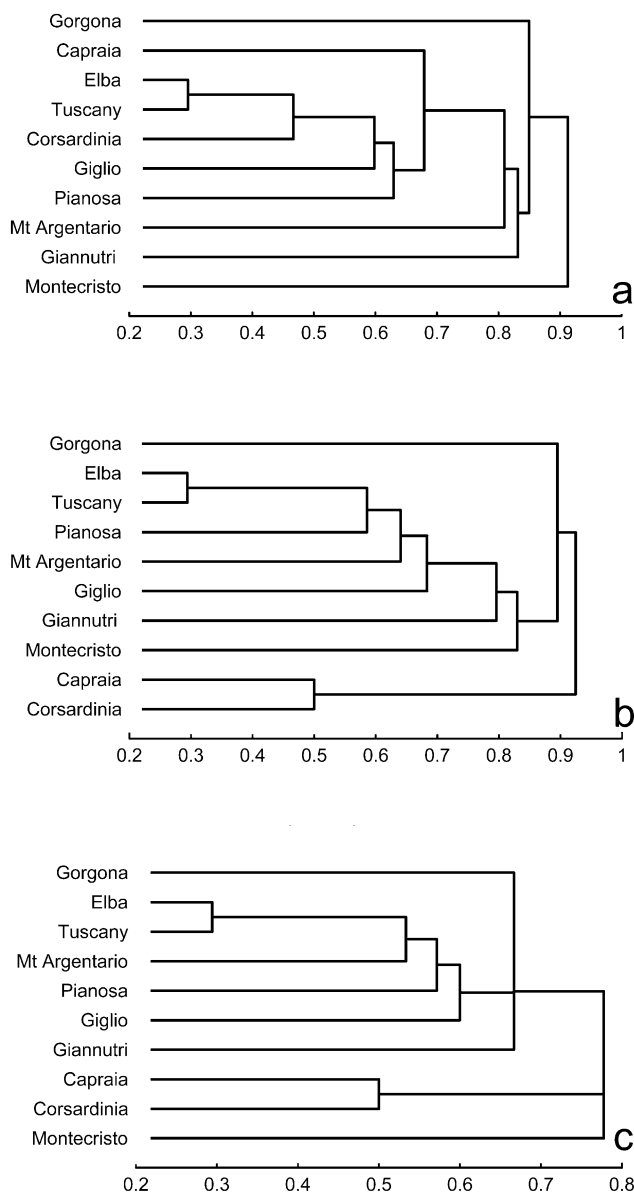 Gorgona
Capraia
Elba
Tuscany
Corsardinia
Giglio
Pianosa
Mt Argentario
Giannutri
Montecristo
a
0.2 0.3 0.4 0.5 0.6 0.7 0.8 0.9 1
Gorgona
Elba
Tuscany
Pianosa
Mt Argentario
Giglio
Giannutri
Montecristo
Capraia
Corsardinia
b
0.2 0.3 0.4 0.5 0.6 0.7 0.8 0.9 1
Gorgona
Elba
Tuscany
Mt Argentario
Pianosa
Giglio
Giannutri
Capraia
Corsardinia
Montecristo
c
0.2 0.3 0.4 0.5 0.6 0.7 0.8